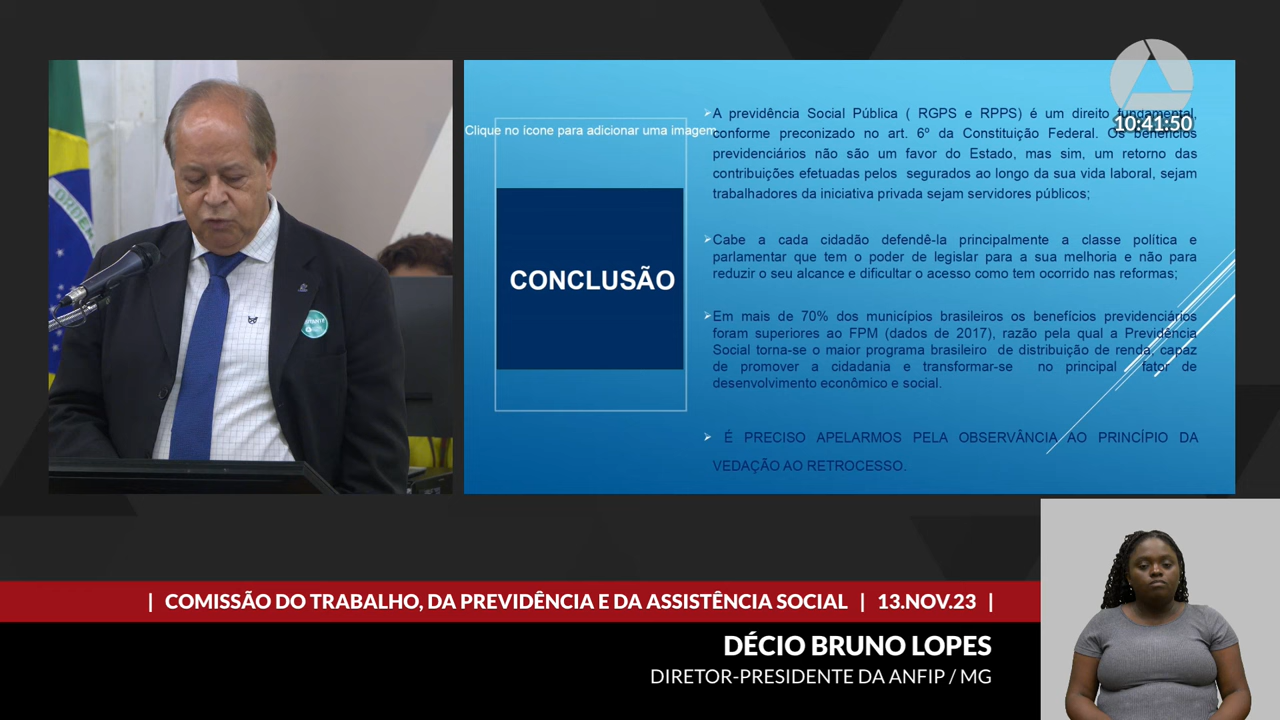 10:41:50
Clique no ícone para adicionar uma imagem
CONCLUSÃO
A previdência Social Pública ( RGPS e RPPS) é um direito fundamental,
conforme preconizado no art. 6º da Constituição Federal. Os benefícios
previdenciários não são um favor do Estado, mas sim, um retorno das
contribuições efetuadas pelos segurados ao longo da sua vida laboral, sejam
trabalhadores da iniciativa privada sejam servidores públicos;
Cabe a cada cidadão defendê-la principalmente a classe política e
parlamentar que tem o poder de legislar para a sua melhoria e não para
reduzir o seu alcance e dificultar o acesso como tem ocorrido nas reformas;
Em mais de 70% dos municípios brasileiros os benefícios previdenciários
foram superiores ao FPM (dados de 2017), razão pela qual a Previdência
Social torna-se o maior programa brasileiro de distribuição de renda, capaz
de promover a cidadania e transformar-se no principal fator de
desenvolvimento econômico e social.
É PRECISO APELARMOS PELA OBSERVÂNCIA AO PRINCÍPIO DA
VEDAÇÃO AO RETROCESSO.
| COMISSÃO DO TRABALHO, DA PREVIDÊNCIA E DA ASSISTÊNCIA SOCIAL | 13.NOV.23 |
DÉCIO BRUNO LOPES
DIRETOR-PRESIDENTE DA ANFIP / MG